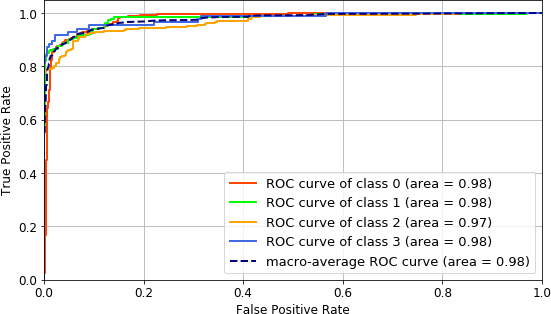 1.0
0.8
0.6
0.4
0.2
0.0
True Positive Rate
ROC curve of class 0 (area = 0.98)
ROC curve of class 1 (area = 0.98)
ROC curve of class 2 (area = 0.97)
ROC curve of class 3 (area = 0.98)
macro-average ROC curve (area = 0.98)
0.0 0.2 0.4 0.6 0.8 1.0
False Positive Rate